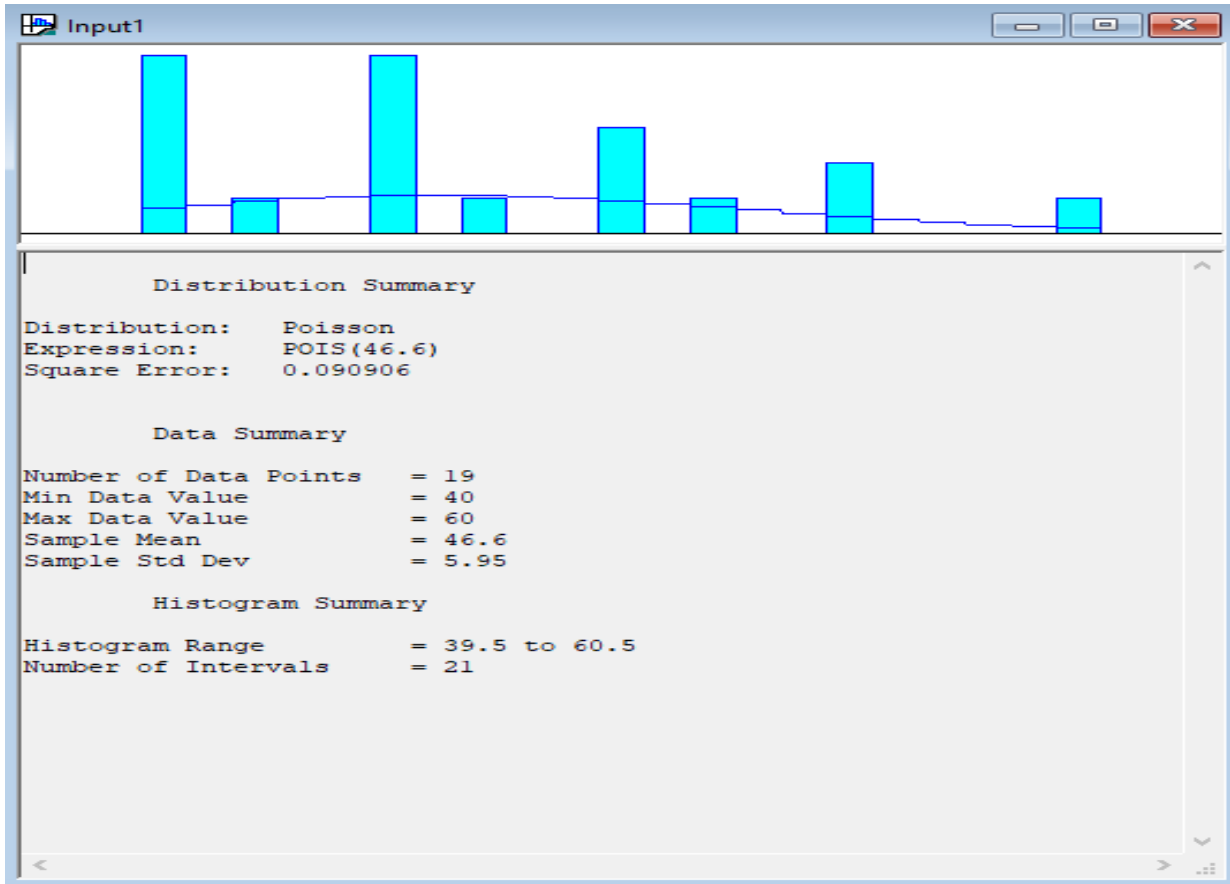 Input1
Distribution Summary
Distribution: Poisson
Expression: POIS(46.6)
Square Error: 0.090906
Data Summary
Number of Data Points = 19
Min Data Value = 40
Max Data Value = 60
Sample Mean = 46.6
Sample Std Dev = 5.95
Histogram Summary
Histogram Range = 39.5 to 60.5
Number of Intervals = 21